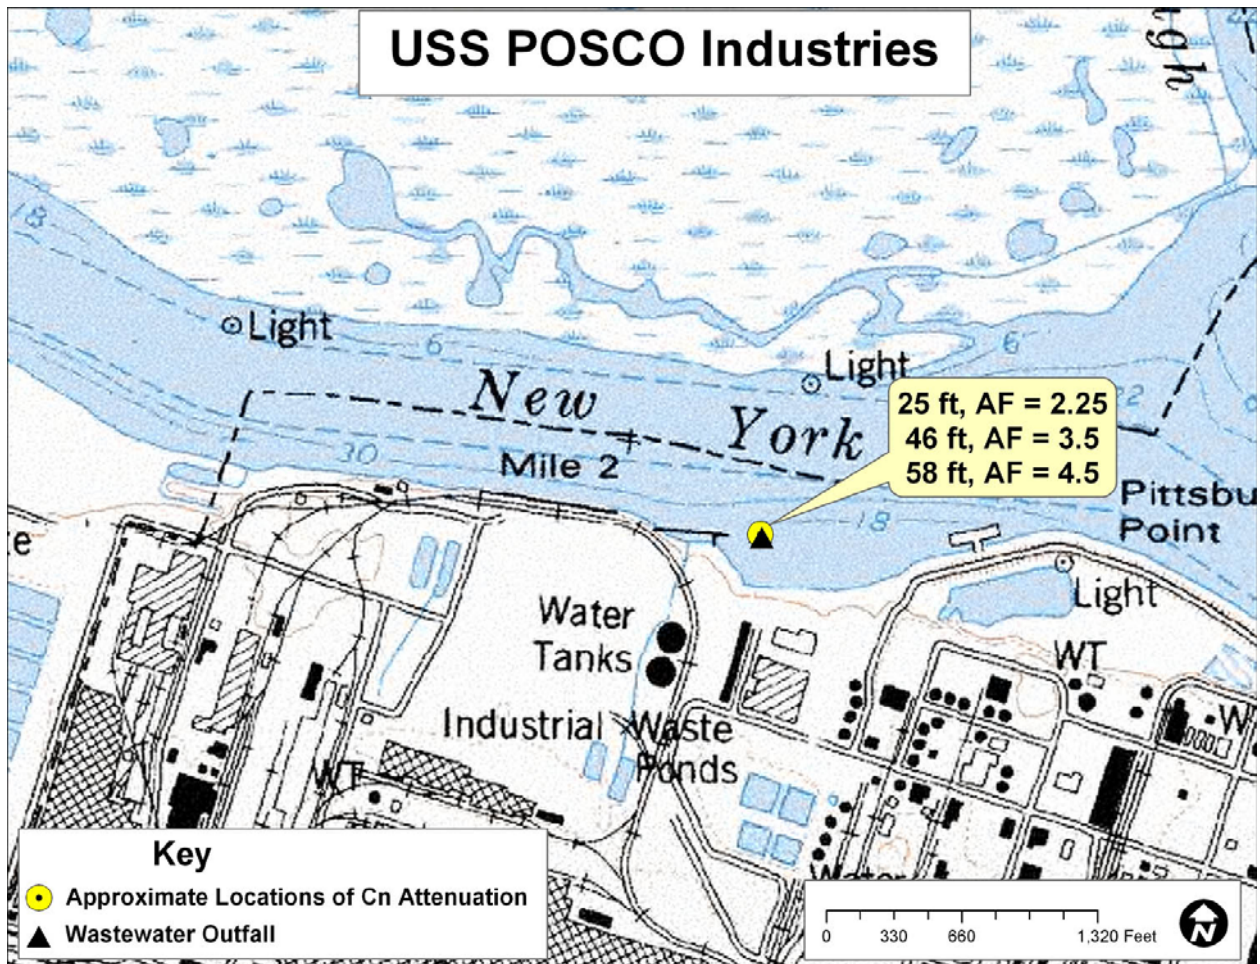 USS POSCO Industries
ugh
18
Light
6
6
Light
New
York
22
25 ft, AF = 2.25
46 ft, AF = 3.5
58 ft, AF = 4.5
30
Mile 2
18
Pittsbu
Point
e
Light
Water
Tanks
WT
Industrial Waste
Ponds
W
WT
Water
Key
Approximate Locations of Cn Attenuation
Wastewater Outfall
0 330 660 1,320 Feet
N